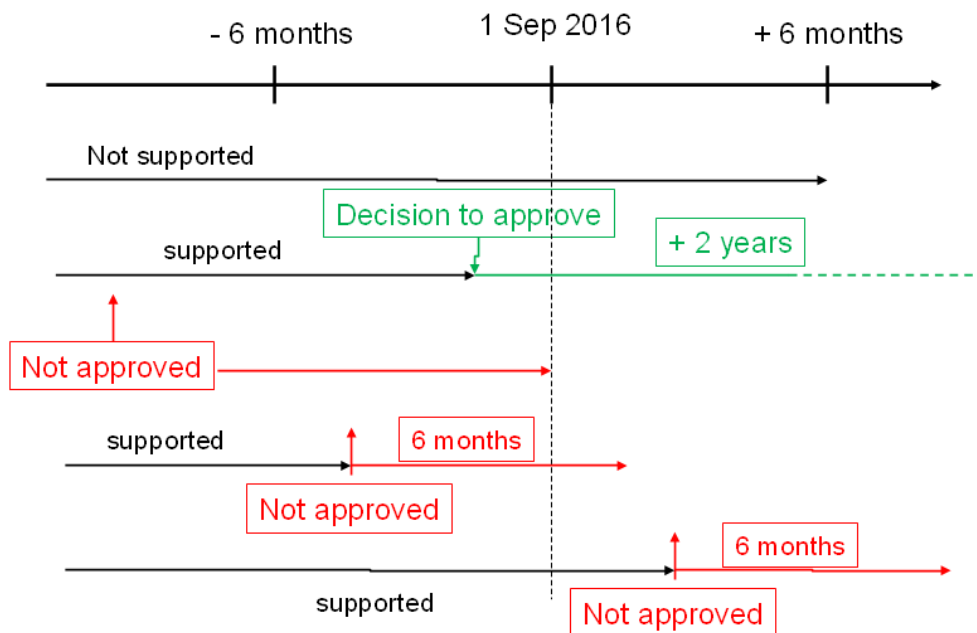 - 6 months
1 Sep 2016
+ 6 months
Not supported
Decision to approve
supported
+ 2 years
Not approved
supported
6 months
Not approved
6 months
supported
Not approved